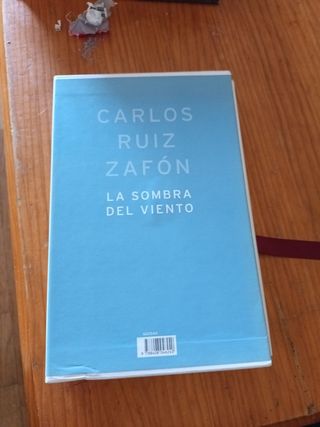 CARLOS
RUIZ
ZAFÓN
LA SOMBRA
DEL VIENTO